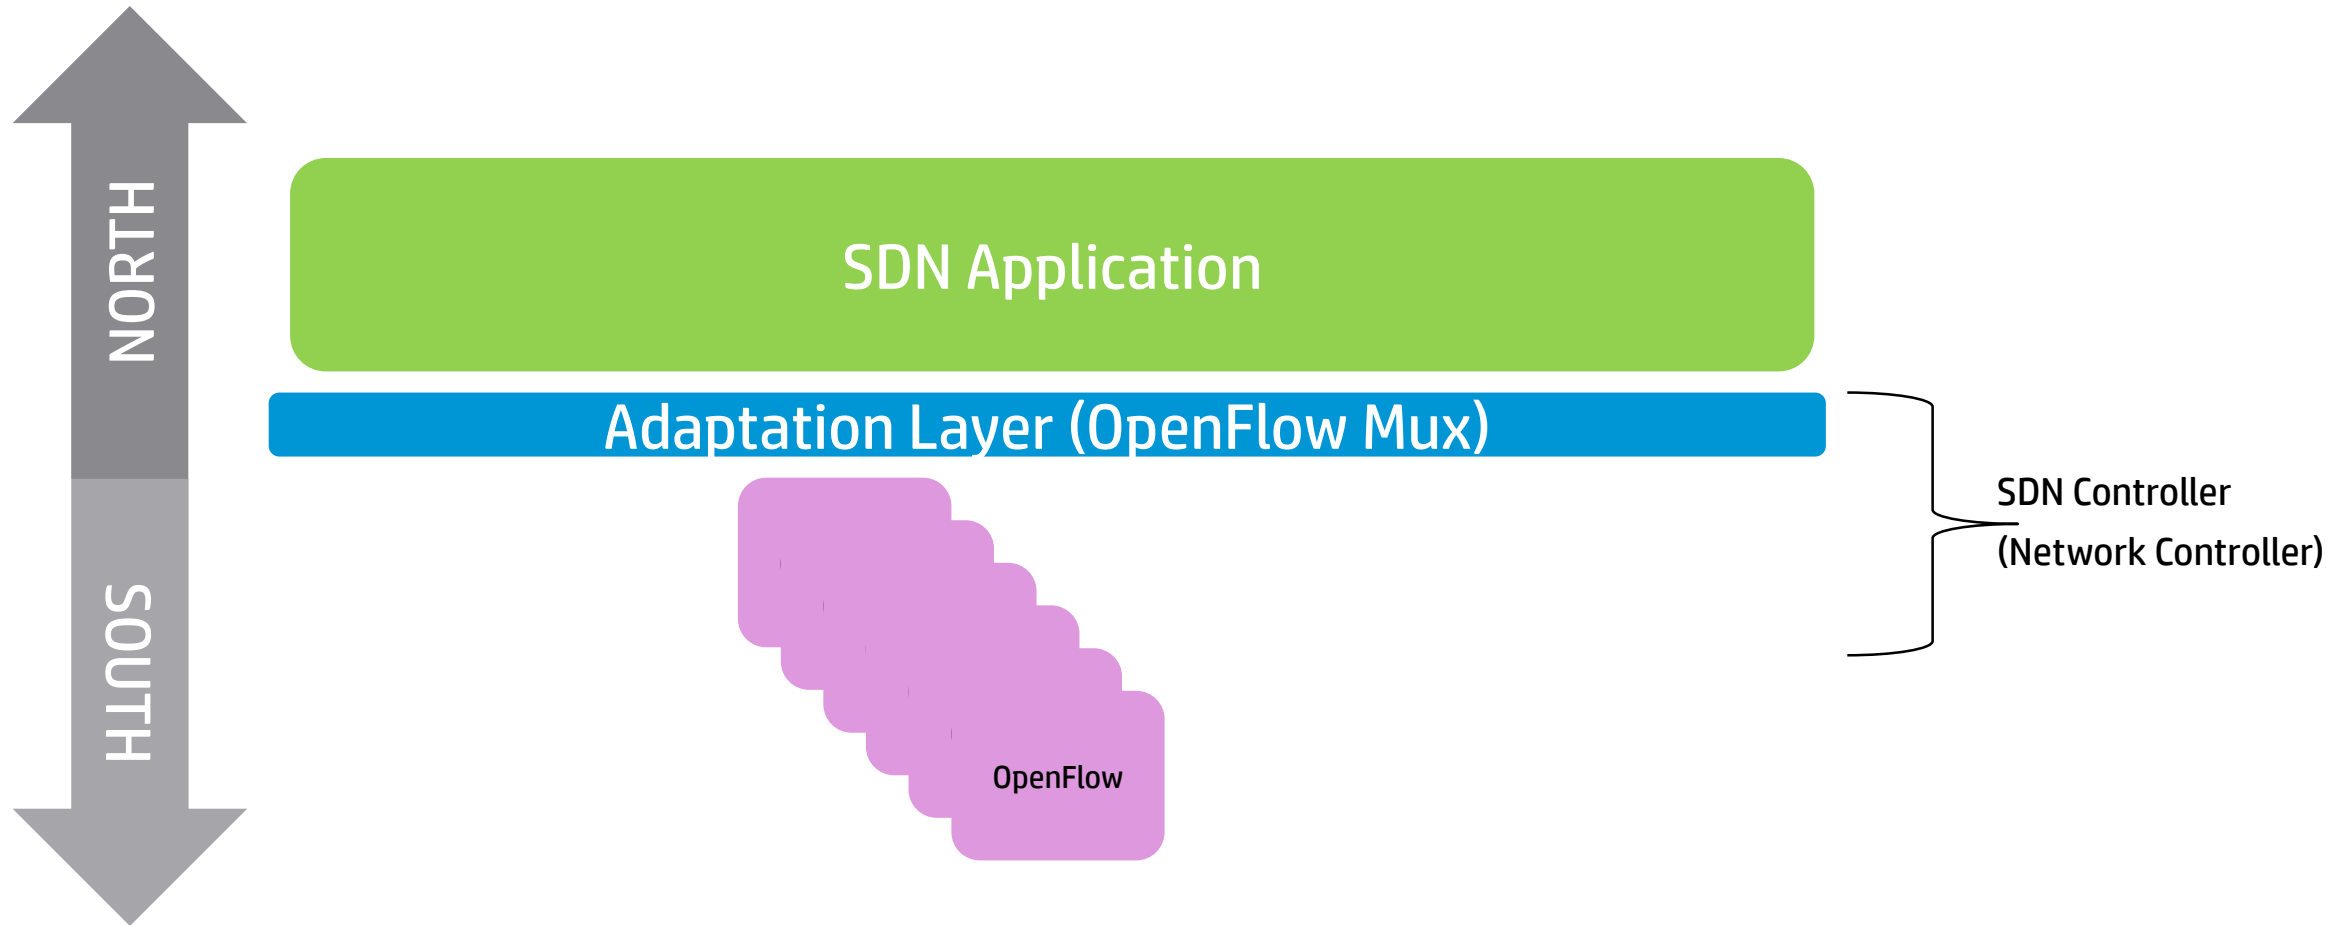 NORTH
SDN Application
Adaptation Layer (OpenFlow Mux)
SDN Controller
(Network Controller)
SOUTH
OpenFlow